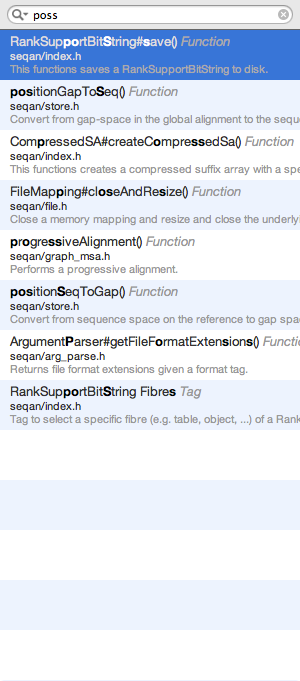 poss
RankSupportBitString#save() Function
seqan/index.h
This functions saves a RankSupportBitString to disk.
positionGapToSeq() Function
seqan/store.h
Convert from gap-space in the global alignment to the seque
CompressedSA#createCompressedSa() Function
seqan/index.h
This functions creates a compressed suffix array with a spe
FileMapping#closeAndResize() Function
seqan/file.h
Close a memory mapping and resize and close the underlyi
progressiveAlignment() Function
seqan/graph_msa.h
Performs a progressive alignment.
positionSeqToGap() Function
seqan/store.h
Convert from sequence space on the reference to gap spac
ArgumentParser#getFileFormatExtensions() Functio
seqan/arg_parse.h
Returns file format extensions given a format tag.
RankSupportBitString Fibres Tag
seqan/index.h
Tag to select a specific fibre (e.g. table, object, ...) of a Rank